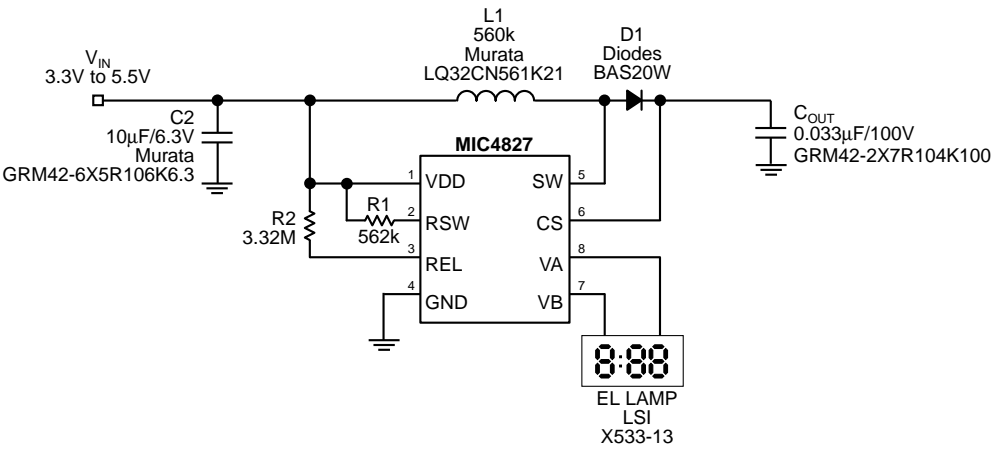 L1
560k
Murata
LQ32CN561K21
D1
Diodes
BAS20W
VIN
3.3V to 5.5V
C2
10µF/6.3V
Murata
GRM42-6X5R106K6.3
COUT
0.033µF/100V
GRM42-2X7R104K100
MIC4827
1 VDD
SW 5
R1
562k
2 RSW
CS 6
R2
3.32M
3 REL
VA 8
4 GND
VB 7
8:88
EL LAMP
LSI
X533-13